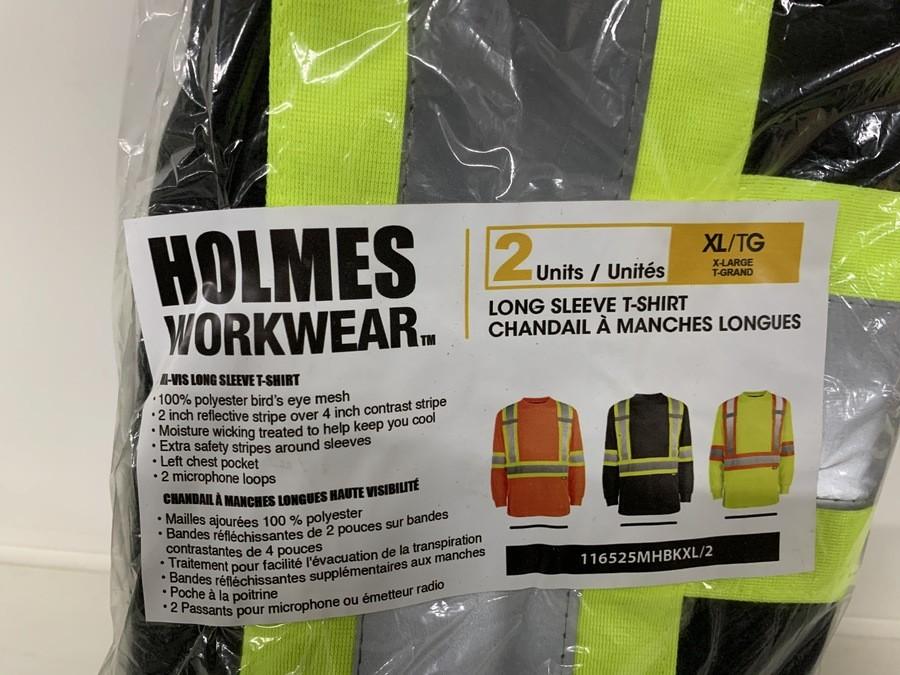 HOLMES
WORKWEAR™
2 Units / Unités
XL/TG
X-LARGE
T-GRAND
LONG SLEEVE T-SHIRT
CHANDAIL À MANCHES LONGUES
HI-VIS LONG SLEEVE T-SHIRT
• 100% polyester bird's eye mesh
• 2 inch reflective stripe over 4 inch contrast stripe
• Moisture wicking treated to help keep you cool
• Extra safety stripes around sleeves
• Left chest pocket
• 2 microphone loops
CHANDAIL À MANCHES LONGUES HAUTE VISIBILITÉ
• Mailles ajourées 100 % polyester
• Bandes réfléchissantes de 2 pouces sur bandes
contrastantes de 4 pouces
• Traitement pour facilité l'évacuation de la transpiration
• Bandes réfléchissantes supplémentaires aux manches
• Poche à la poitrine
• 2 Passants pour microphone ou émetteur radio
116525MHBKXL/2